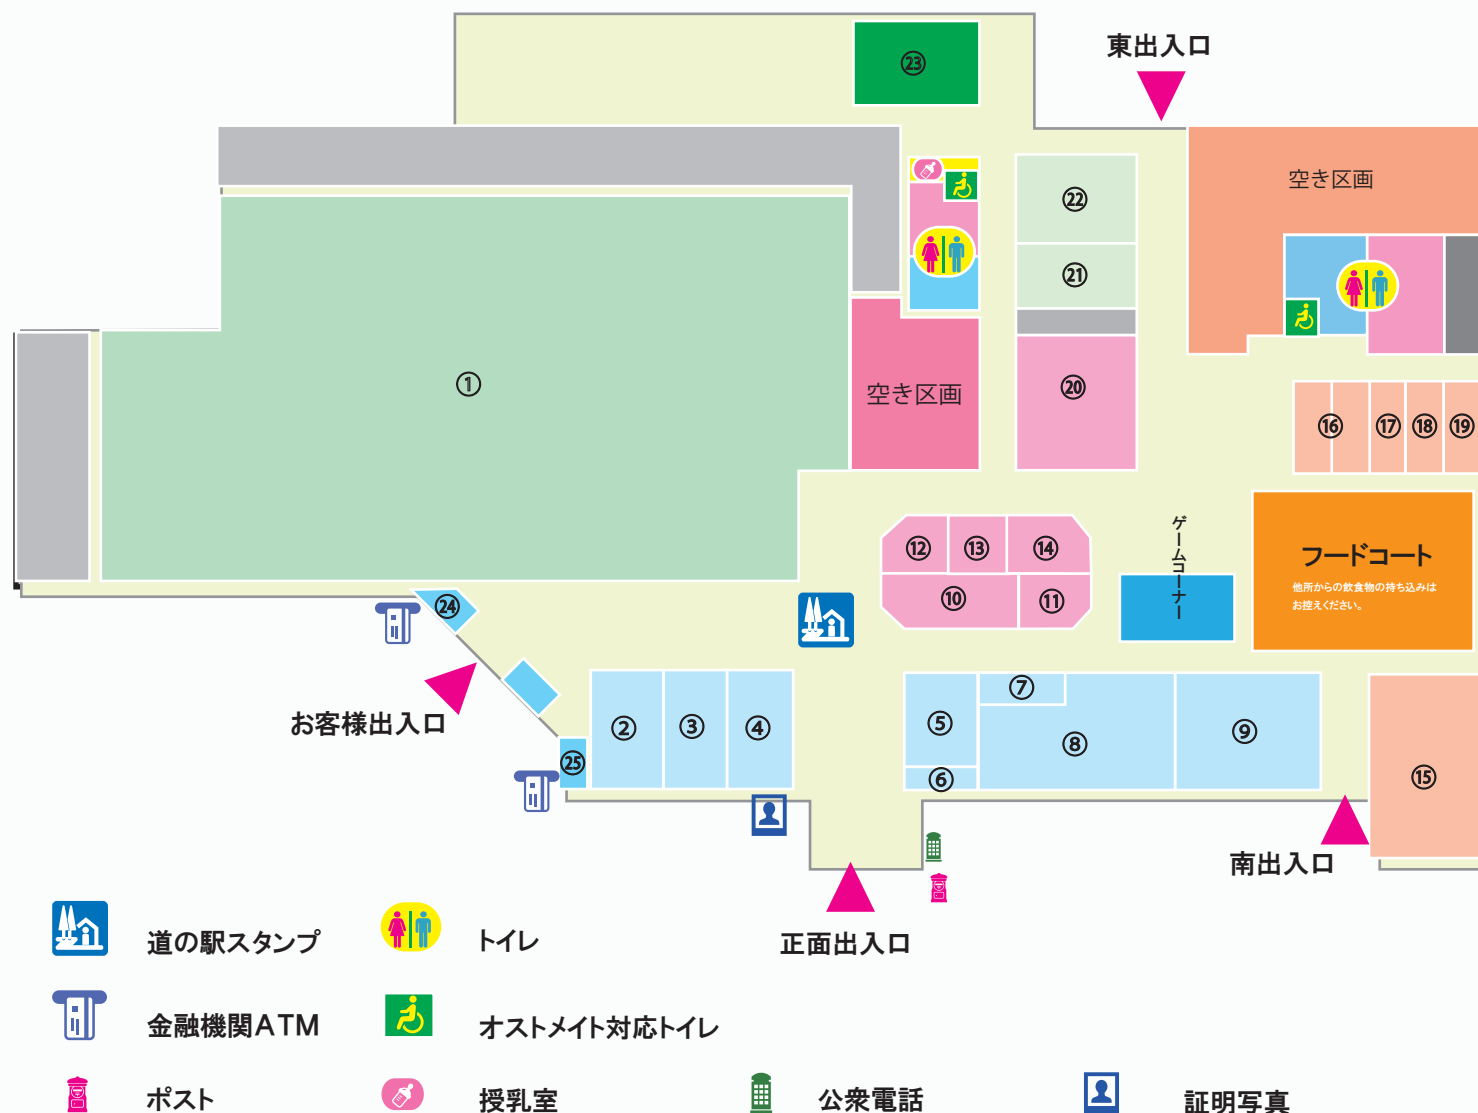 ㉓
東出入口
空き区画
㉒
㉑
①
空き区画
⑳
⑯
⑰
⑱
⑲
⑫
⑬
⑭
⑩
⑪
ゲームコーナー
フードコート
他所からの飲食物の持ち込みは
お控えください。
㉔
お客様出入口
②
③
④
㉕
⑤
⑥
⑦
⑧
⑨
⑮
南出入口
正面出入口
道の駅スタンプ
トイレ
金融機関ATM
オストメイト対応トイレ
ポスト
授乳室
公衆電話
証明写真